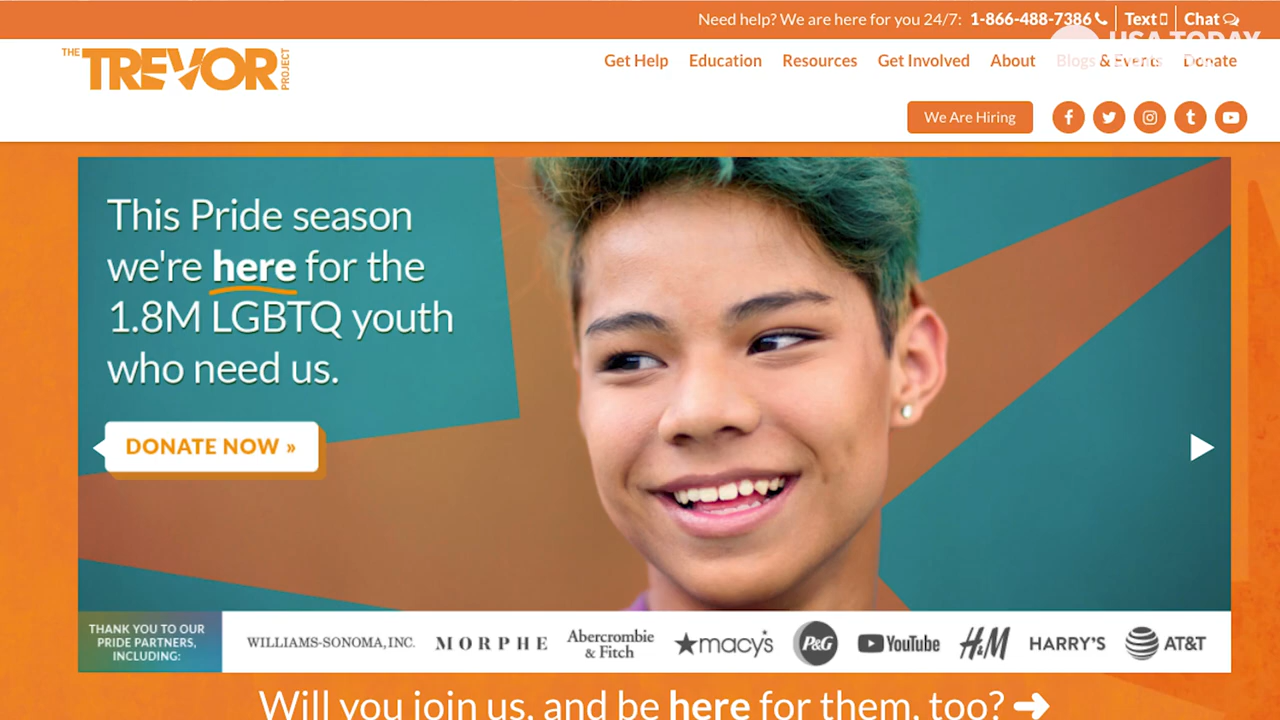 Need help? We are here for you 24/7: 1-866-488-7386 Text Chat
USA TODAY
THE TREVOR PROJECT
Get Help Education Resources Get Involved About Blogs & Events Donate
We Are Hiring
This Pride season
we're here for the
1.8M LGBTQ youth
who need us.
DONATE NOW »
THANK YOU TO OUR
PRIDE PARTNERS,
INCLUDING:
WILLIAMS-SONOMA, INC. MORPHE Abercrombie & Fitch macy's P&G YouTube H&M HARRY'S AT&T
Will you join us, and be here for them, too?